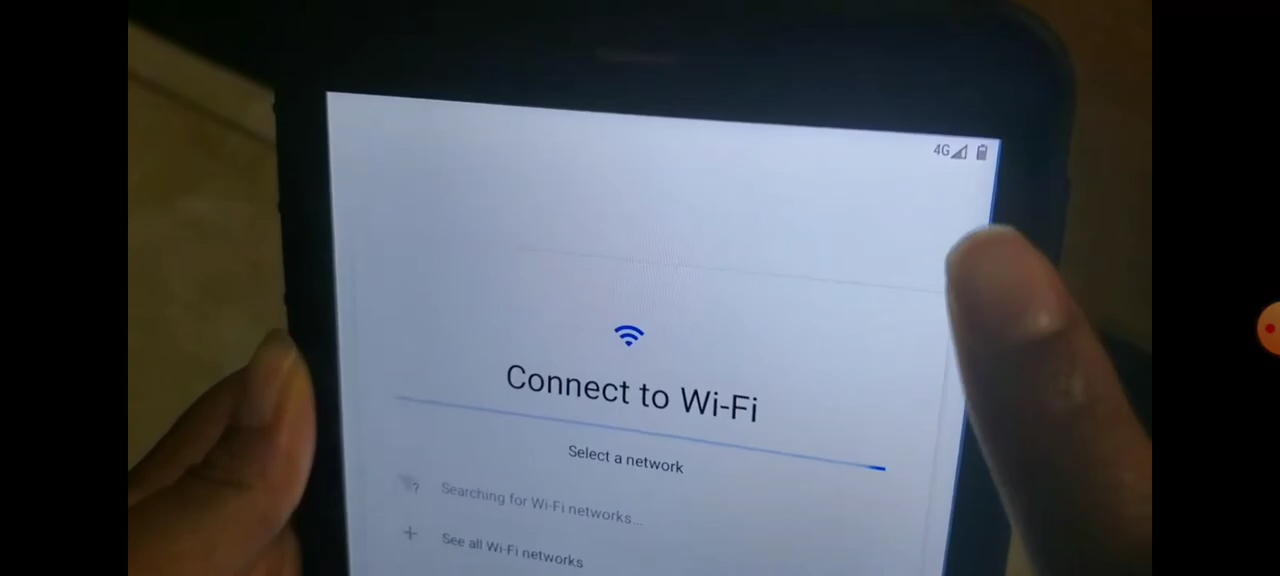 4G
Connect to Wi-Fi
Select a network
?
Searching for Wi-Fi networks...
+ See all Wi-Fi networks